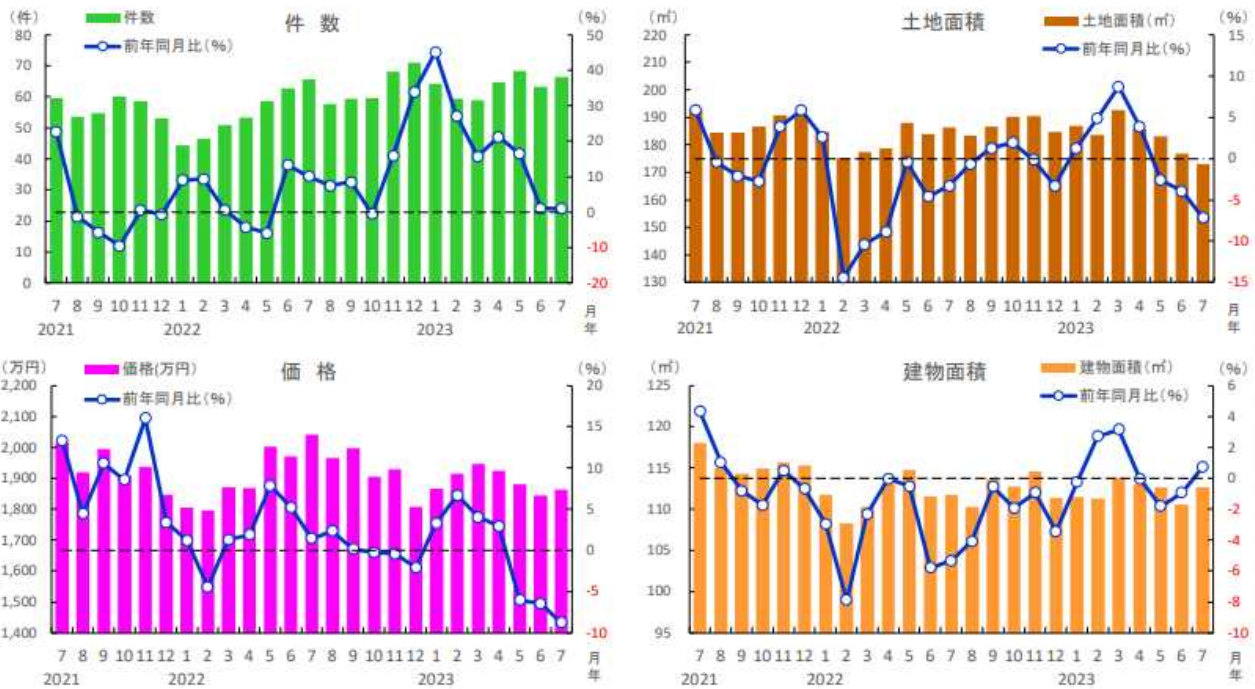 （件） 件数 件 数 （%）
前年同月比（%）
80 70 60 50 40 30 20 10 0
50 40 30 20 10 0 -10 -20
7 8 9 10 11 12 1 2 3 4 5 6 7 8 9 10 11 12 1 2 3 4 5 6 7 月
2021 2022 2023 年
（㎡） 土地面積 土地面積（㎡） （%）
前年同月比（%）
220 210 200 190 180 170 160 150 140 130
15 10 5 0 -5 -10 -15
7 8 9 10 11 12 1 2 3 4 5 6 7 8 9 10 11 12 1 2 3 4 5 6 7 月
2021 2022 2023 年
（万円） 価格(万円) 価 格 （%）
前年同月比（%）
2,200 2,100 2,000 1,900 1,800 1,700 1,600 1,500 1,400
20 15 10 5 0 -5 -10
7 8 9 10 11 12 1 2 3 4 5 6 7 8 9 10 11 12 1 2 3 4 5 6 7 月
2021 2022 2023 年
（㎡） 建物面積 建物面積（㎡） （%）
前年同月比（%）
125 120 115 110 105 100 95
6 4 2 0 -2 -4 -6 -8 -10
7 8 9 10 11 12 1 2 3 4 5 6 7 8 9 10 11 12 1 2 3 4 5 6 7 月
2021 2022 2023 年